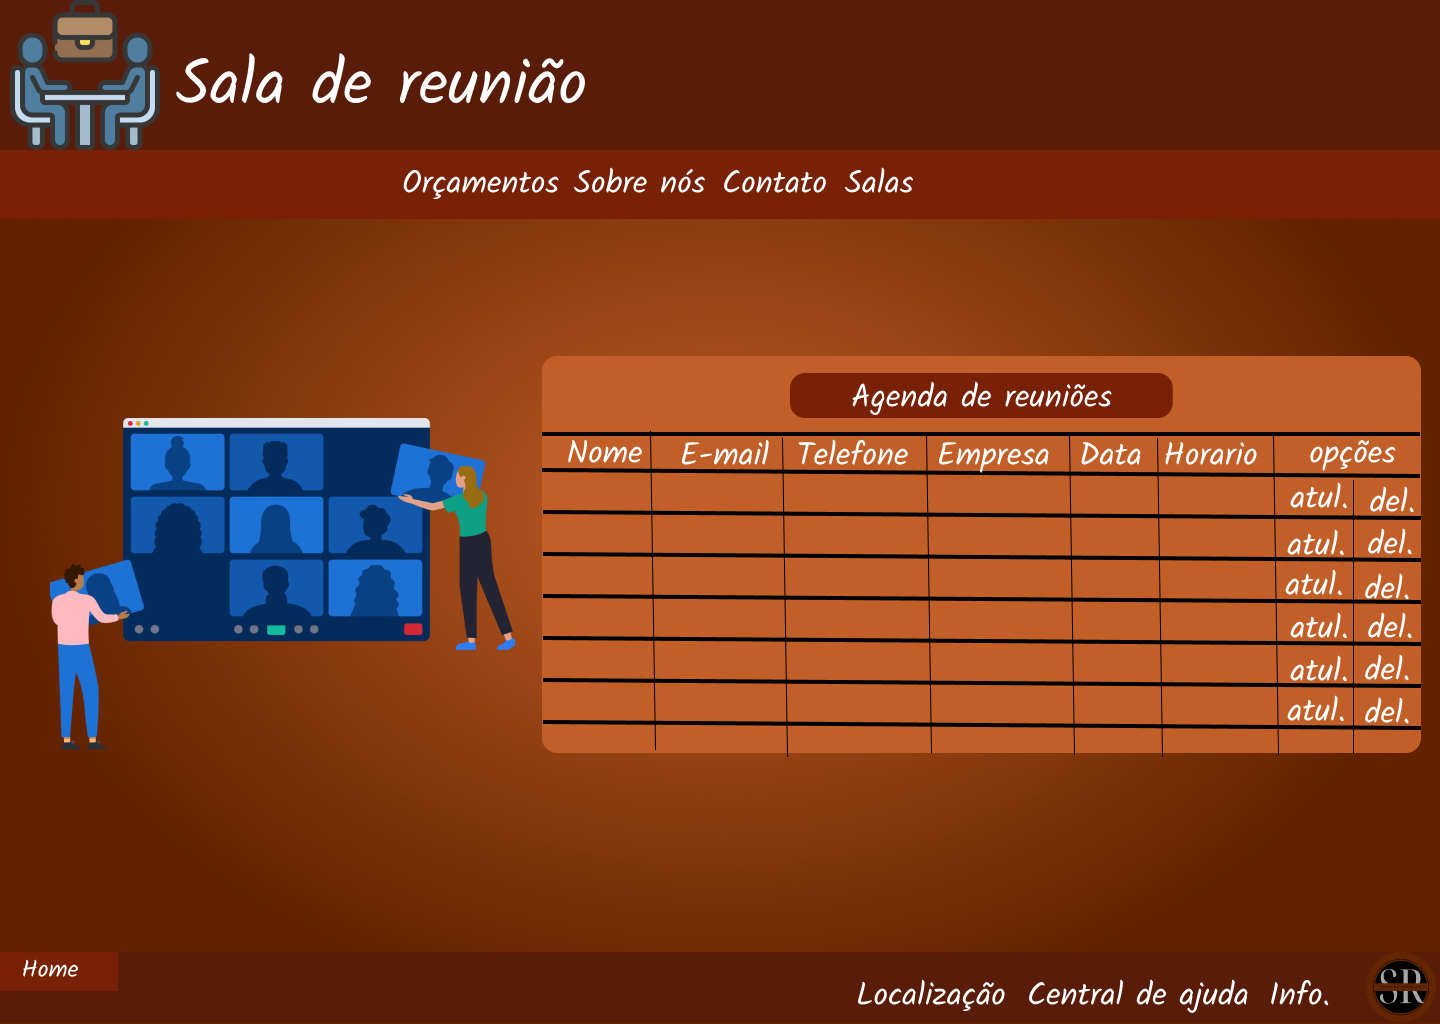 Sala de reunião
Orçamentos Sobre nós Contato Salas
Agenda de reuniões
Nome E-mail Telefone Empresa Data Horario opções
atul. del.
atul. del.
atul. del.
atul. del.
atul. del.
atul. del.
Home
Localização Central de ajuda Info.
SR